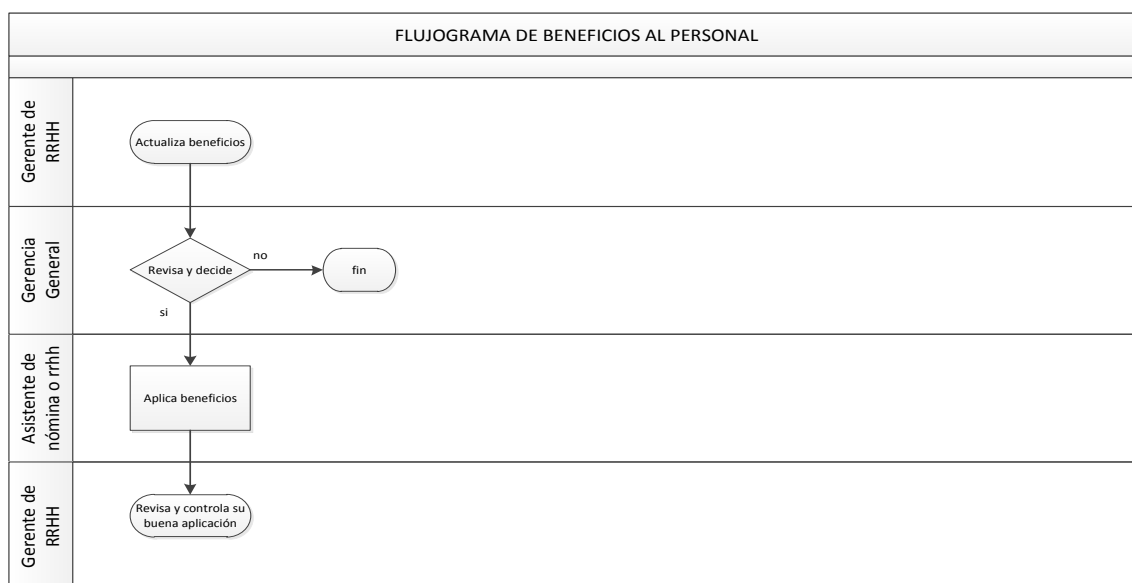 FLUJOGRAMA DE BENEFICIOS AL PERSONAL
Gerente de
RRHH
Actualiza beneficios
Gerencia
General
Revisa y decide
no
fin
si
Asistente de
nómina o rrhh
Aplica beneficios
Gerente de
RRHH
Revisa y controla su
buena aplicación